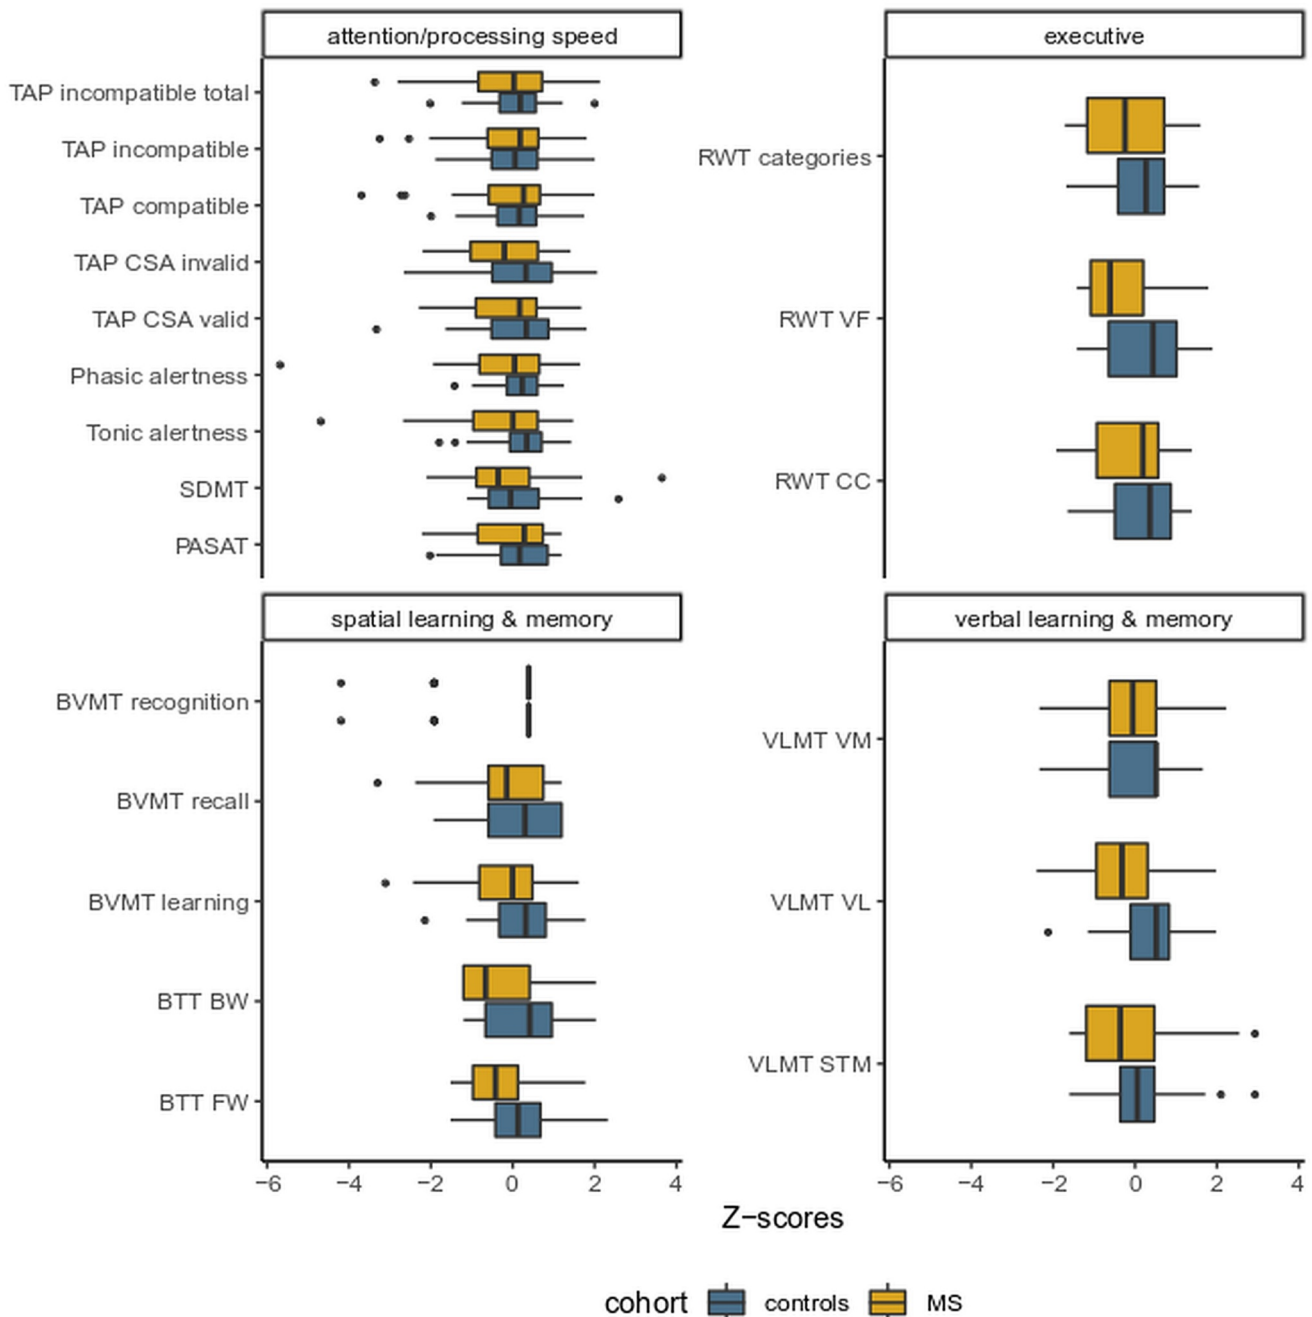 attention/processing speed
TAP incompatible total
TAP incompatible
TAP compatible
TAP CSA invalid
TAP CSA valid
Phasic alertness
Tonic alertness
SDMT
PASAT
executive
RWT categories
RWT VF
RWT CC
spatial learning & memory
BVMT recognition
BVMT recall
BVMT learning
BTT BW
BTT FW
−6 −4 −2 0 2 4
verbal learning & memory
VLMT VM
VLMT VL
VLMT STM
−6 −4 −2 0 2 4
Z−scores
cohort controls MS